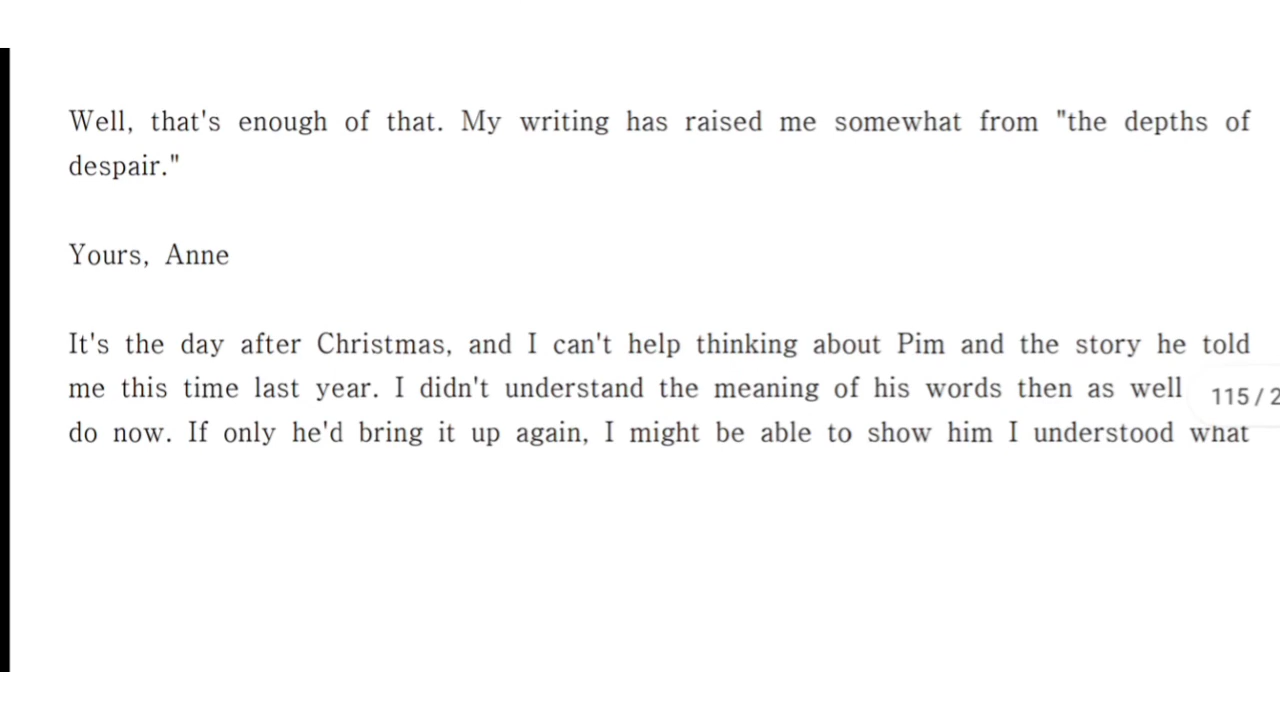 Well, that's enough of that. My writing has raised me somewhat from "the depths of
despair."
Yours, Anne
It's the day after Christmas, and I can't help thinking about Pim and the story he told
me this time last year. I didn't understand the meaning of his words then as well
115 / 2
do now. If only he'd bring it up again, I might be able to show him I understood what